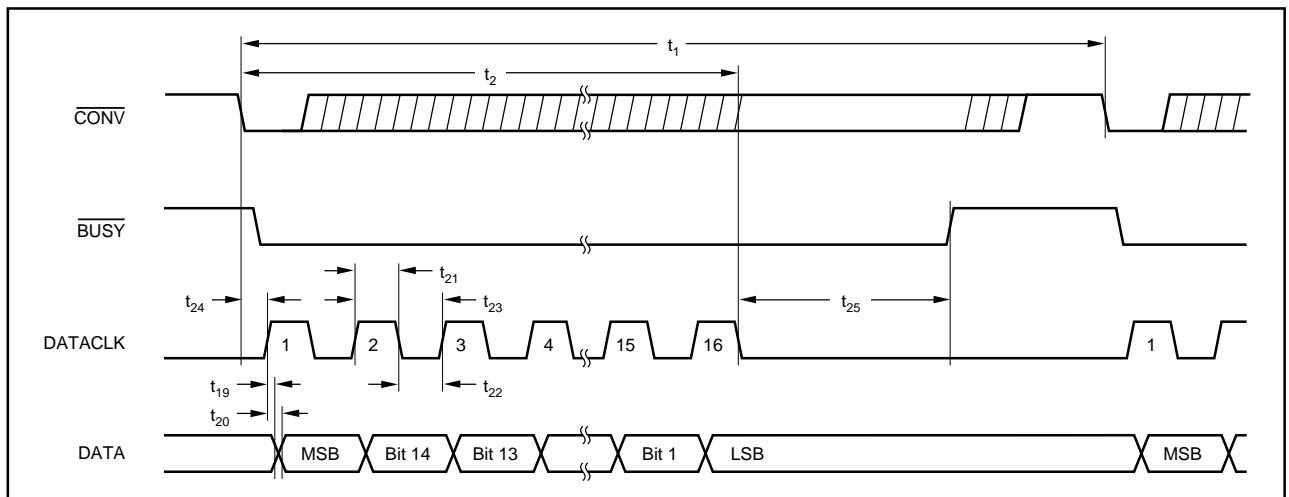 t1
t2
CONV
BUSY
t21
t24
t23
t25
DATACLK
1 2 3 4 15 16 1
t19
t22
t20
DATA
MSB Bit 14 Bit 13 Bit 1 LSB MSB